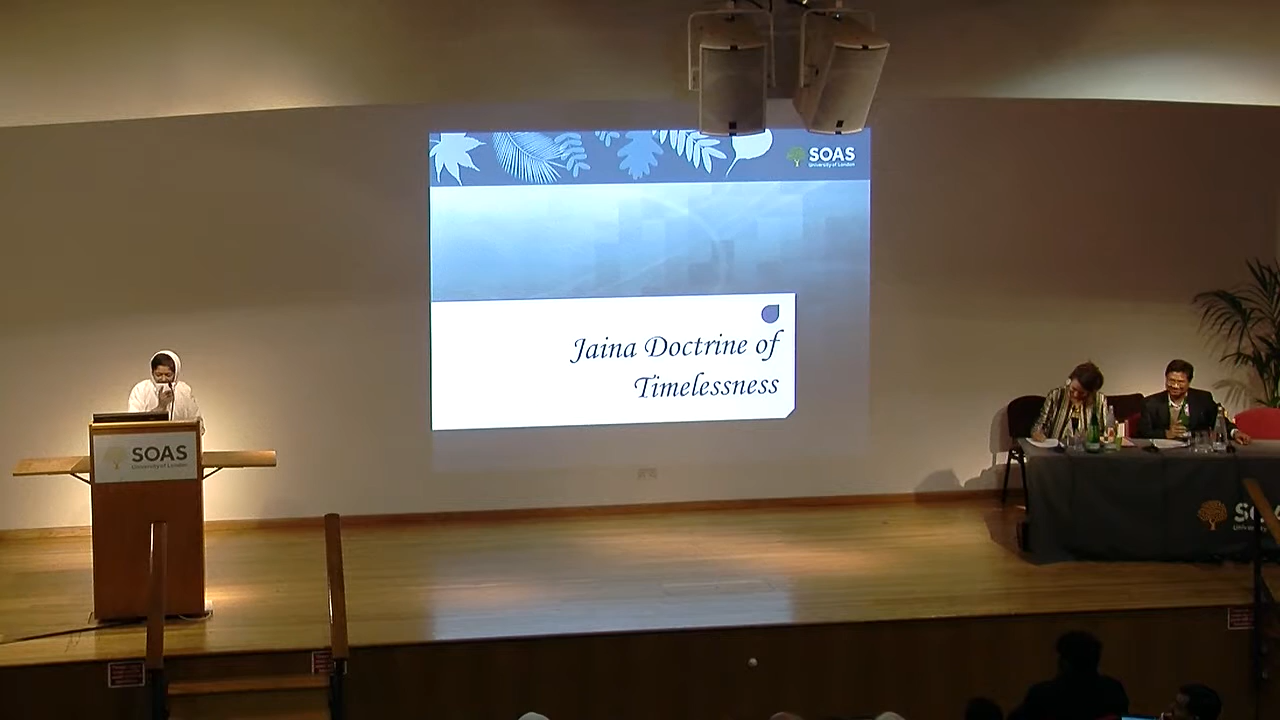 SOAS
University of London
Jaina Doctrine of
Timelessness
SOAS
University of London